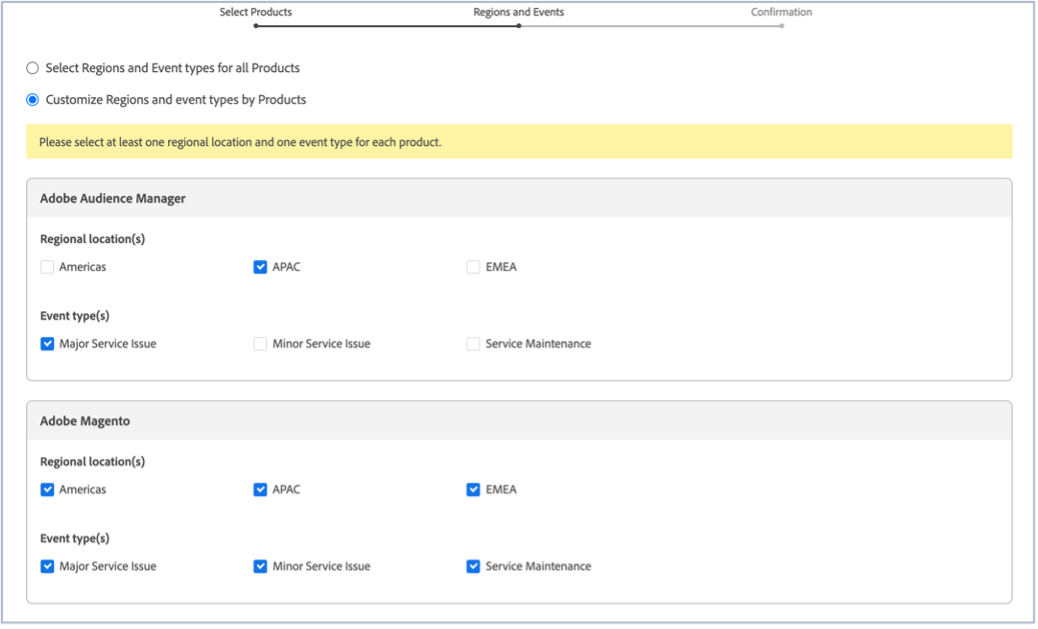 Select Products Regions and Events Confirmation
Select Regions and Event types for all Products
Customize Regions and event types by Products
Please select at least one regional location and one event type for each product.
Adobe Audience Manager
Regional location(s)
Americas APAC EMEA
Event type(s)
Major Service Issue Minor Service Issue Service Maintenance
Adobe Magento
Regional location(s)
Americas APAC EMEA
Event type(s)
Major Service Issue Minor Service Issue Service Maintenance